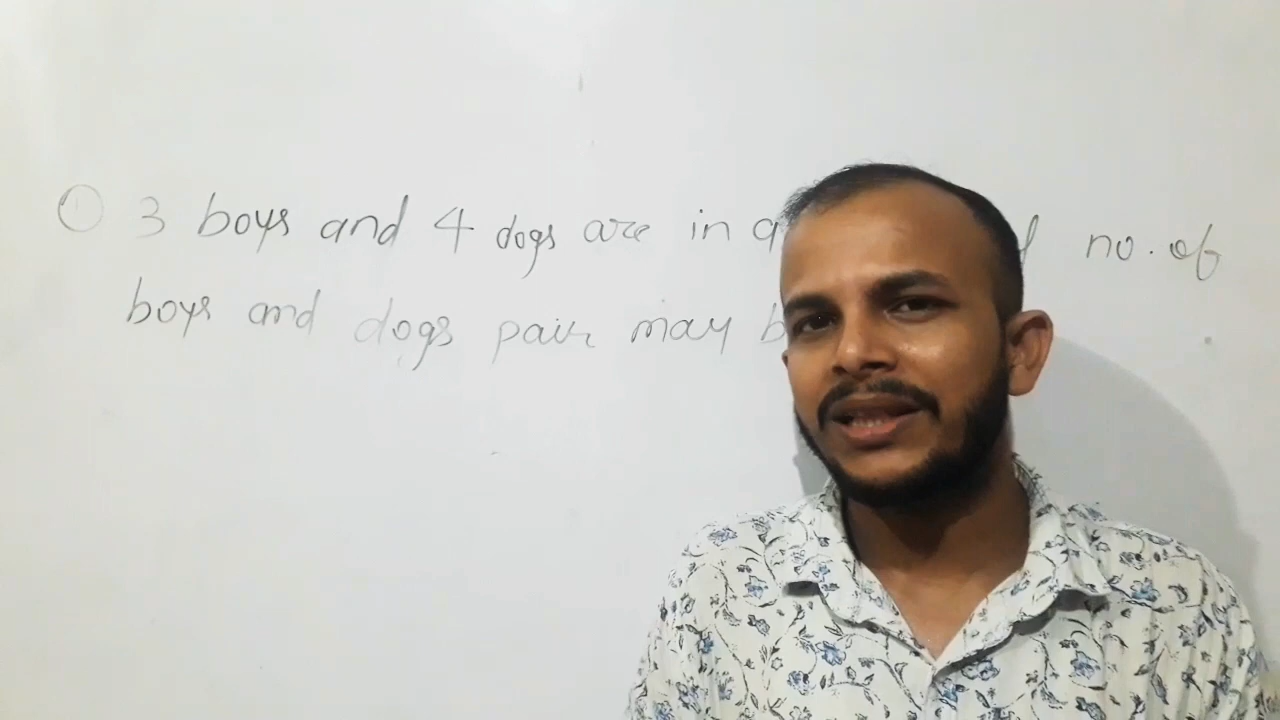 ① 3 boys and 4 dogs are in no. of
boys and dogs pair may